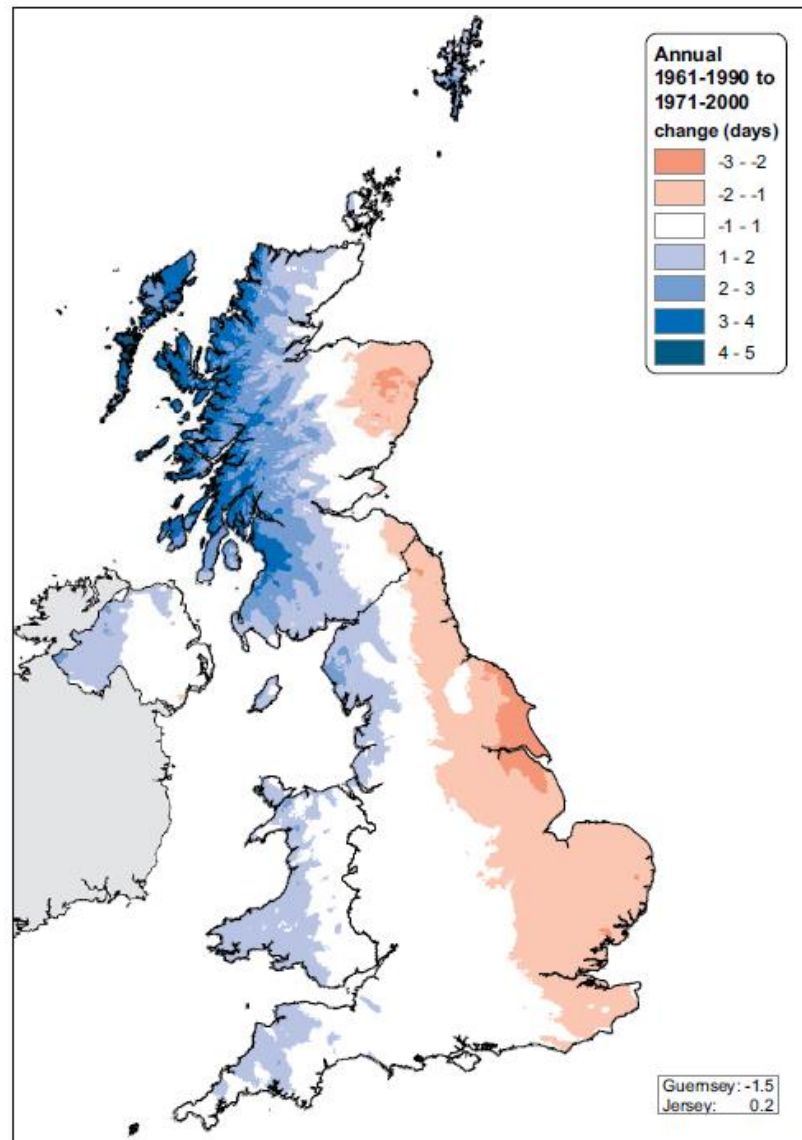 Annual
1961-1990 to
1971-2000
change (days)
-3 - -2
-2 - -1
-1 - 1
1 - 2
2 - 3
3 - 4
4 - 5
Guernsey: -1.5
Jersey: 0.2